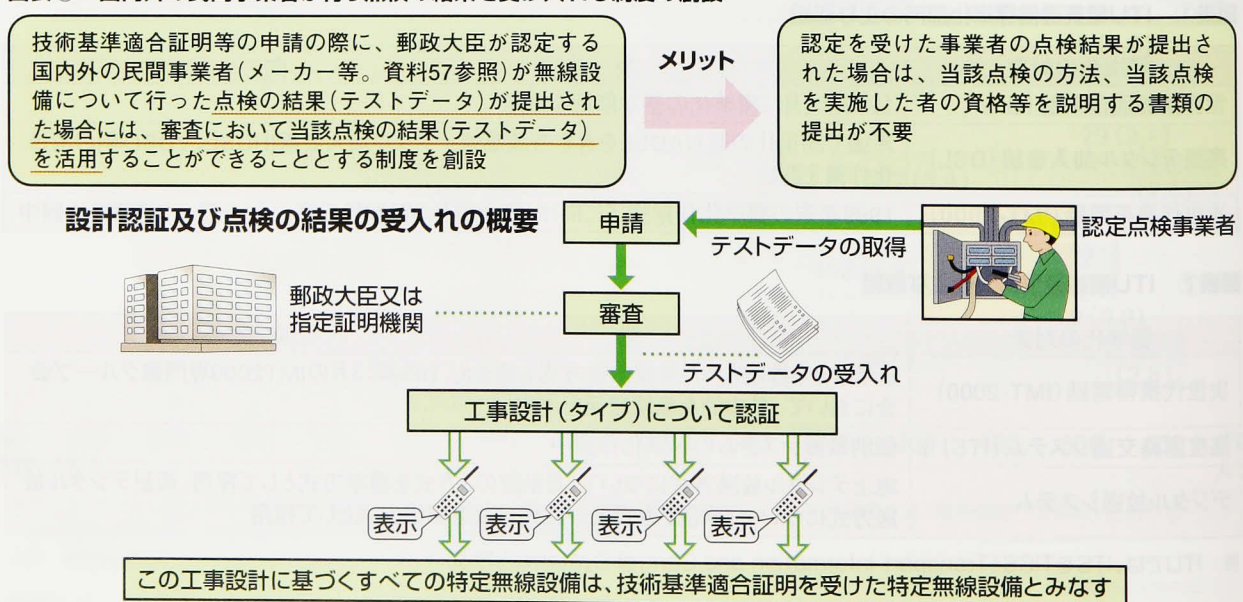 技術基準適合証明等の申請の際に、郵政大臣が認定する
国内外の民間事業者(メーカー等。資料57参照)が無線設
備について行った点検の結果(テストデータ)が提出され
た場合には、審査において当該点検の結果(テストデータ)
を活用することができることとする制度を創設
メリット
認定を受けた事業者の点検結果が提出さ
れた場合は、当該点検の方法、当該点検
を実施した者の資格等を説明する書類の
提出が不要
設計認証及び点検の結果の受入れの概要
申請
テストデータの取得
認定点検事業者
郵政大臣又は
指定証明機関
審査
テストデータの受入れ
工事設計(タイプ)について認証
表示
表示
表示
表示
この工事設計に基づくすべての特定無線設備は、技術基準適合証明を受けた特定無線設備とみなす